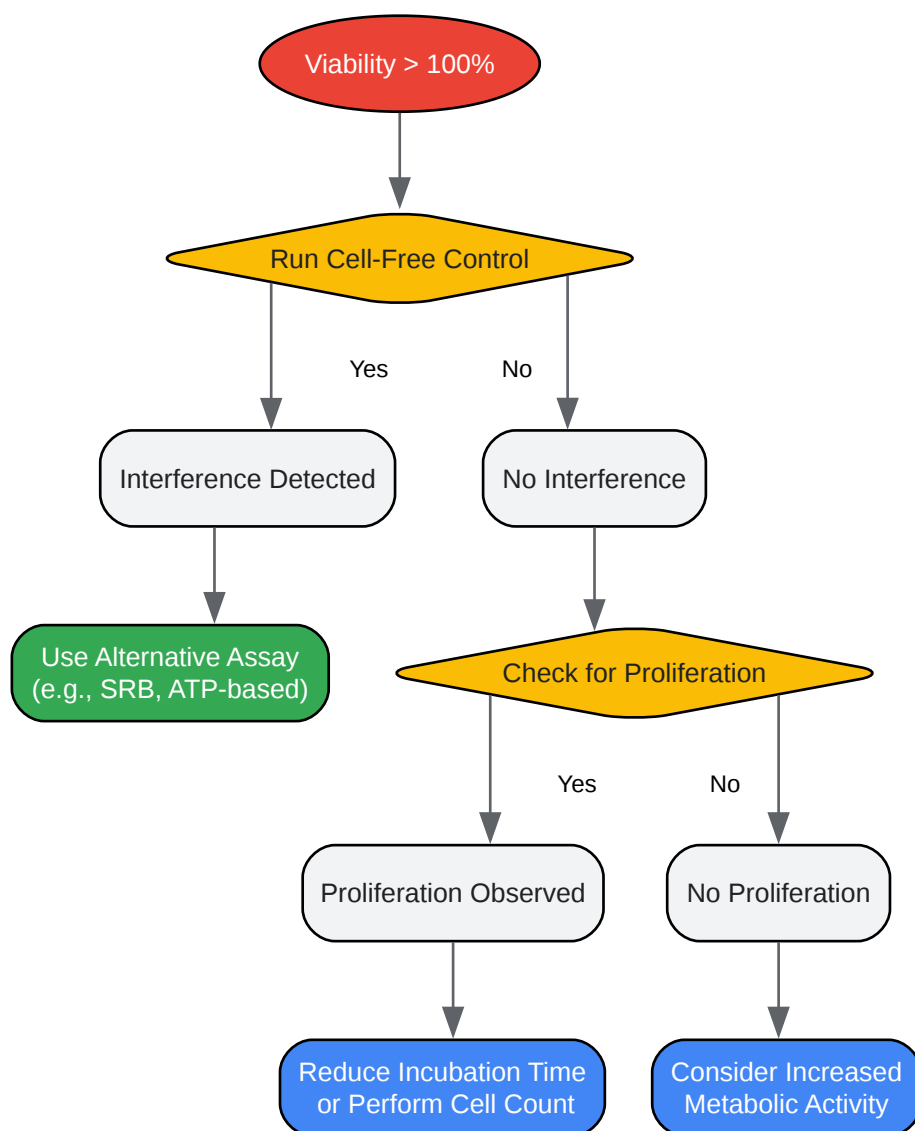 Viability > 100%
Run Cell-Free Control
Yes
No
Interference Detected
No Interference
Use Alternative Assay
(e.g., SRB, ATP-based)
Check for Proliferation
Yes
No
Proliferation Observed
No Proliferation
Reduce Incubation Time
or Perform Cell Count
Consider Increased
Metabolic Activity